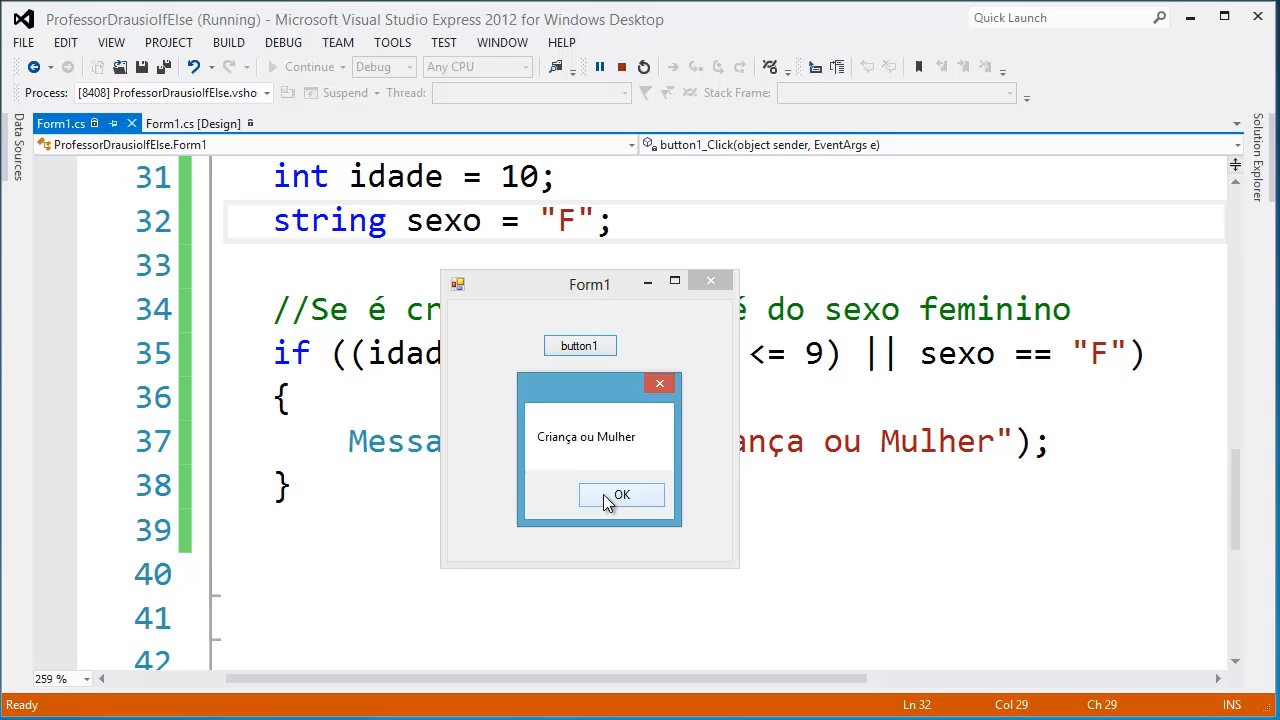 ProfessorDrausioIfElse (Running) - Microsoft Visual Studio Express 2012 for Windows Desktop
Quick Launch
FILE EDIT VIEW PROJECT BUILD DEBUG TEAM TOOLS TEST WINDOW HELP
Continue Debug Any CPU
Process: [8408] ProfessorDrausioIfElse.vsho Suspend Thread: Stack Frame:
Form1.cs Form1.cs [Design]
ProfessorDrausioIfElse.Form1 button1_Click(object sender, EventArgs e)
Data Sources
Solution Explorer
31 int idade = 10;
32 string sexo = "F";
33
34 //Se é cr é do sexo feminino
35 if ((idad <= 9) || sexo == "F")
36 {
37 Messa ança ou Mulher");
38 }
39
40
41
42
Form1
button1
Criança ou Mulher
OK
259 %
Ready Ln 32 Col 29 Ch 29 INS